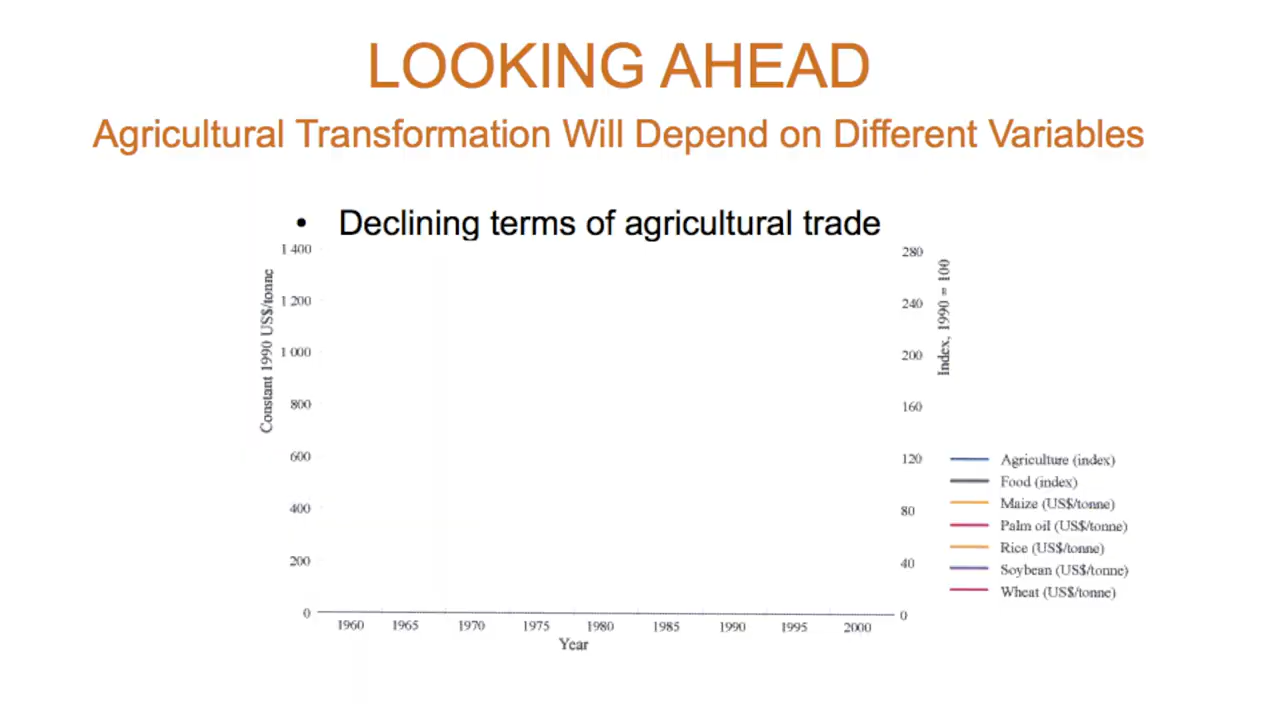 LOOKING AHEAD
Agricultural Transformation Will Depend on Different Variables
• Declining terms of agricultural trade
Constant 1990 US$/tonne
1 400
1 200
1 000
800
600
400
200
0
1960 1965 1970 1975 1980 1985 1990 1995 2000
Year
280
240
200
160
120
80
40
0
Index, 1990 = 100
Agriculture (index)
Food (index)
Maize (US$/tonne)
Palm oil (US$/tonne)
Rice (US$/tonne)
Soybean (US$/tonne)
Wheat (US$/tonne)